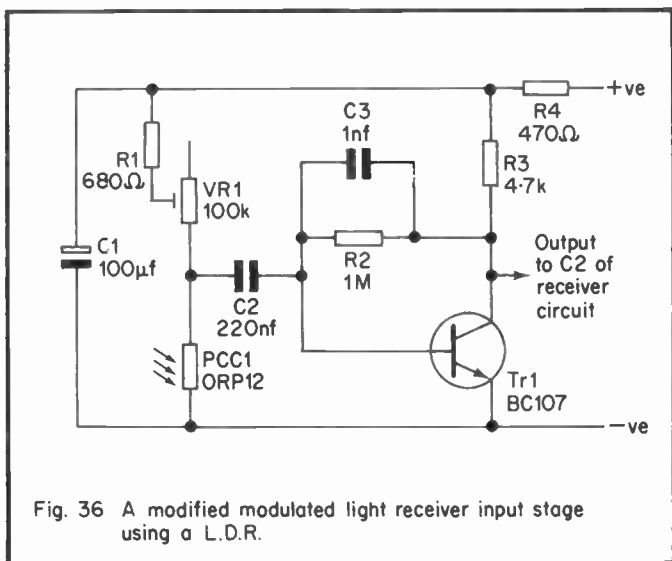 R4
470Ω
+ve
C3
1nf
R1
680Ω
VR1
100k
R3
4·7k
C1
100µf
R2
1M
Output
to C2 of
receiver
circuit
C2
220nf
PCC1
ORP12
Tr1
BC107
−ve
Fig. 36 A modified modulated light receiver input stage
using a L.D.R.